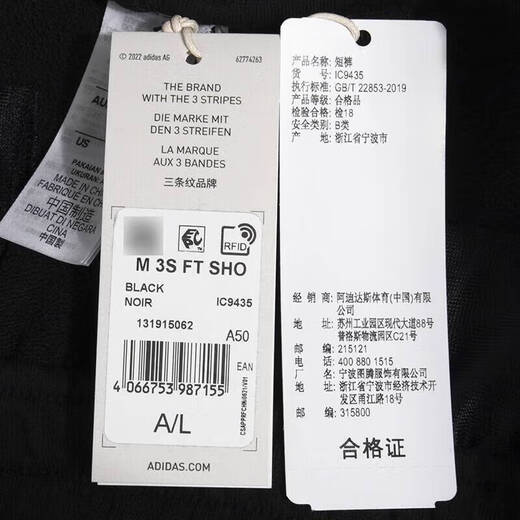 © 2022 adidas AG
62774263
THE BRAND
WITH THE 3 STRIPES
DIE MARKE MIT
DEN 3 STREIFEN
LA MARQUE
AUX 3 BANDES
三条纹品牌
RFID
M 3S FT SHO
BLACK
NOIR
IC9435
131915062
A50
EAN
4 066753 987155
A/L
ADIDAS.COM
产品名称: 短裤
货 号: IC9435
执行标准: GB/T 22853-2019
产品等级: 合格品
检验合格: 检18
安全类别: B类
产 地: 浙江省宁波市
经 销 商: 阿迪达斯体育(中国)有限
公司
地 址: 苏州工业园区现代大道88号
普洛斯物流园区C21号
邮 编: 215121
电 话: 400 880 1515
厂 名: 宁波图腾服饰有限公司
地 址: 浙江省宁波市经济技术开
发区甬江路18号
邮 编: 315800
合格证
US
PAKAIAN
UKURAN
MADE IN CH
FABRIQUÉ EN CH
中国制造
DIBUAT DI NEGARA
CINA
中国製